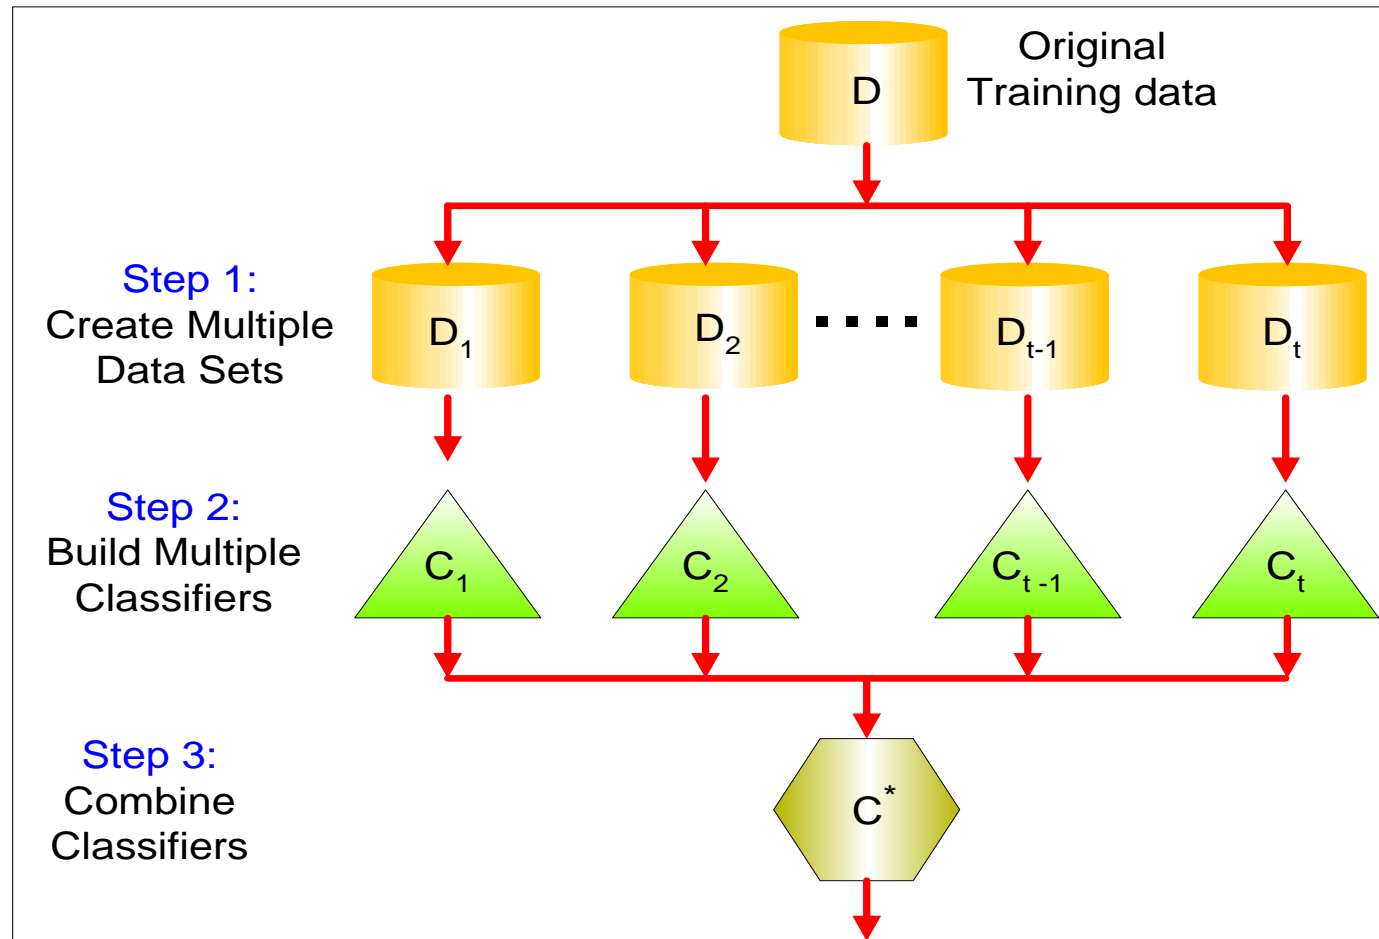 D
Original
Training data
Step 1:
Create Multiple
Data Sets
D1
D2
Dt-1
Dt
Step 2:
Build Multiple
Classifiers
C1
C2
Ct -1
Ct
Step 3:
Combine
Classifiers
C*